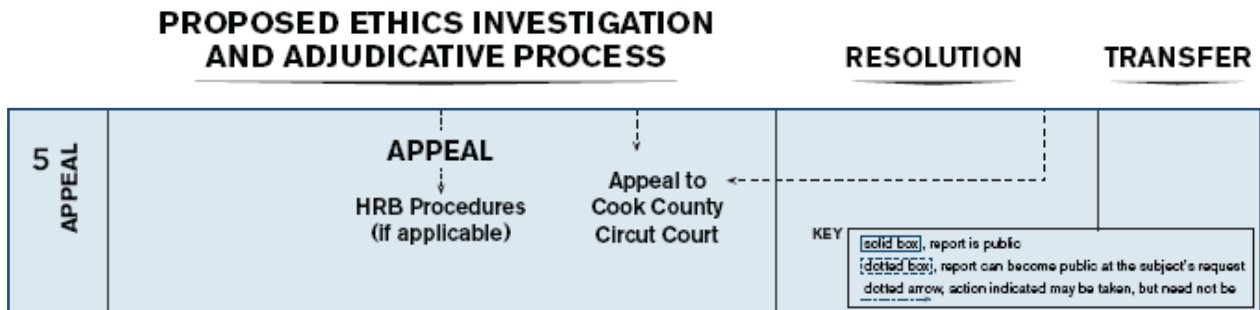 PROPOSED ETHICS INVESTIGATION
AND ADJUDICATIVE PROCESS
RESOLUTION
TRANSFER
5
APPEAL
APPEAL
HRB Procedures
(if applicable)
Appeal to
Cook County
Circut Court
KEY
solid box, report is public
dotted box, report can become public at the subject's request
dotted arrow, action indicated may be taken, but need not be